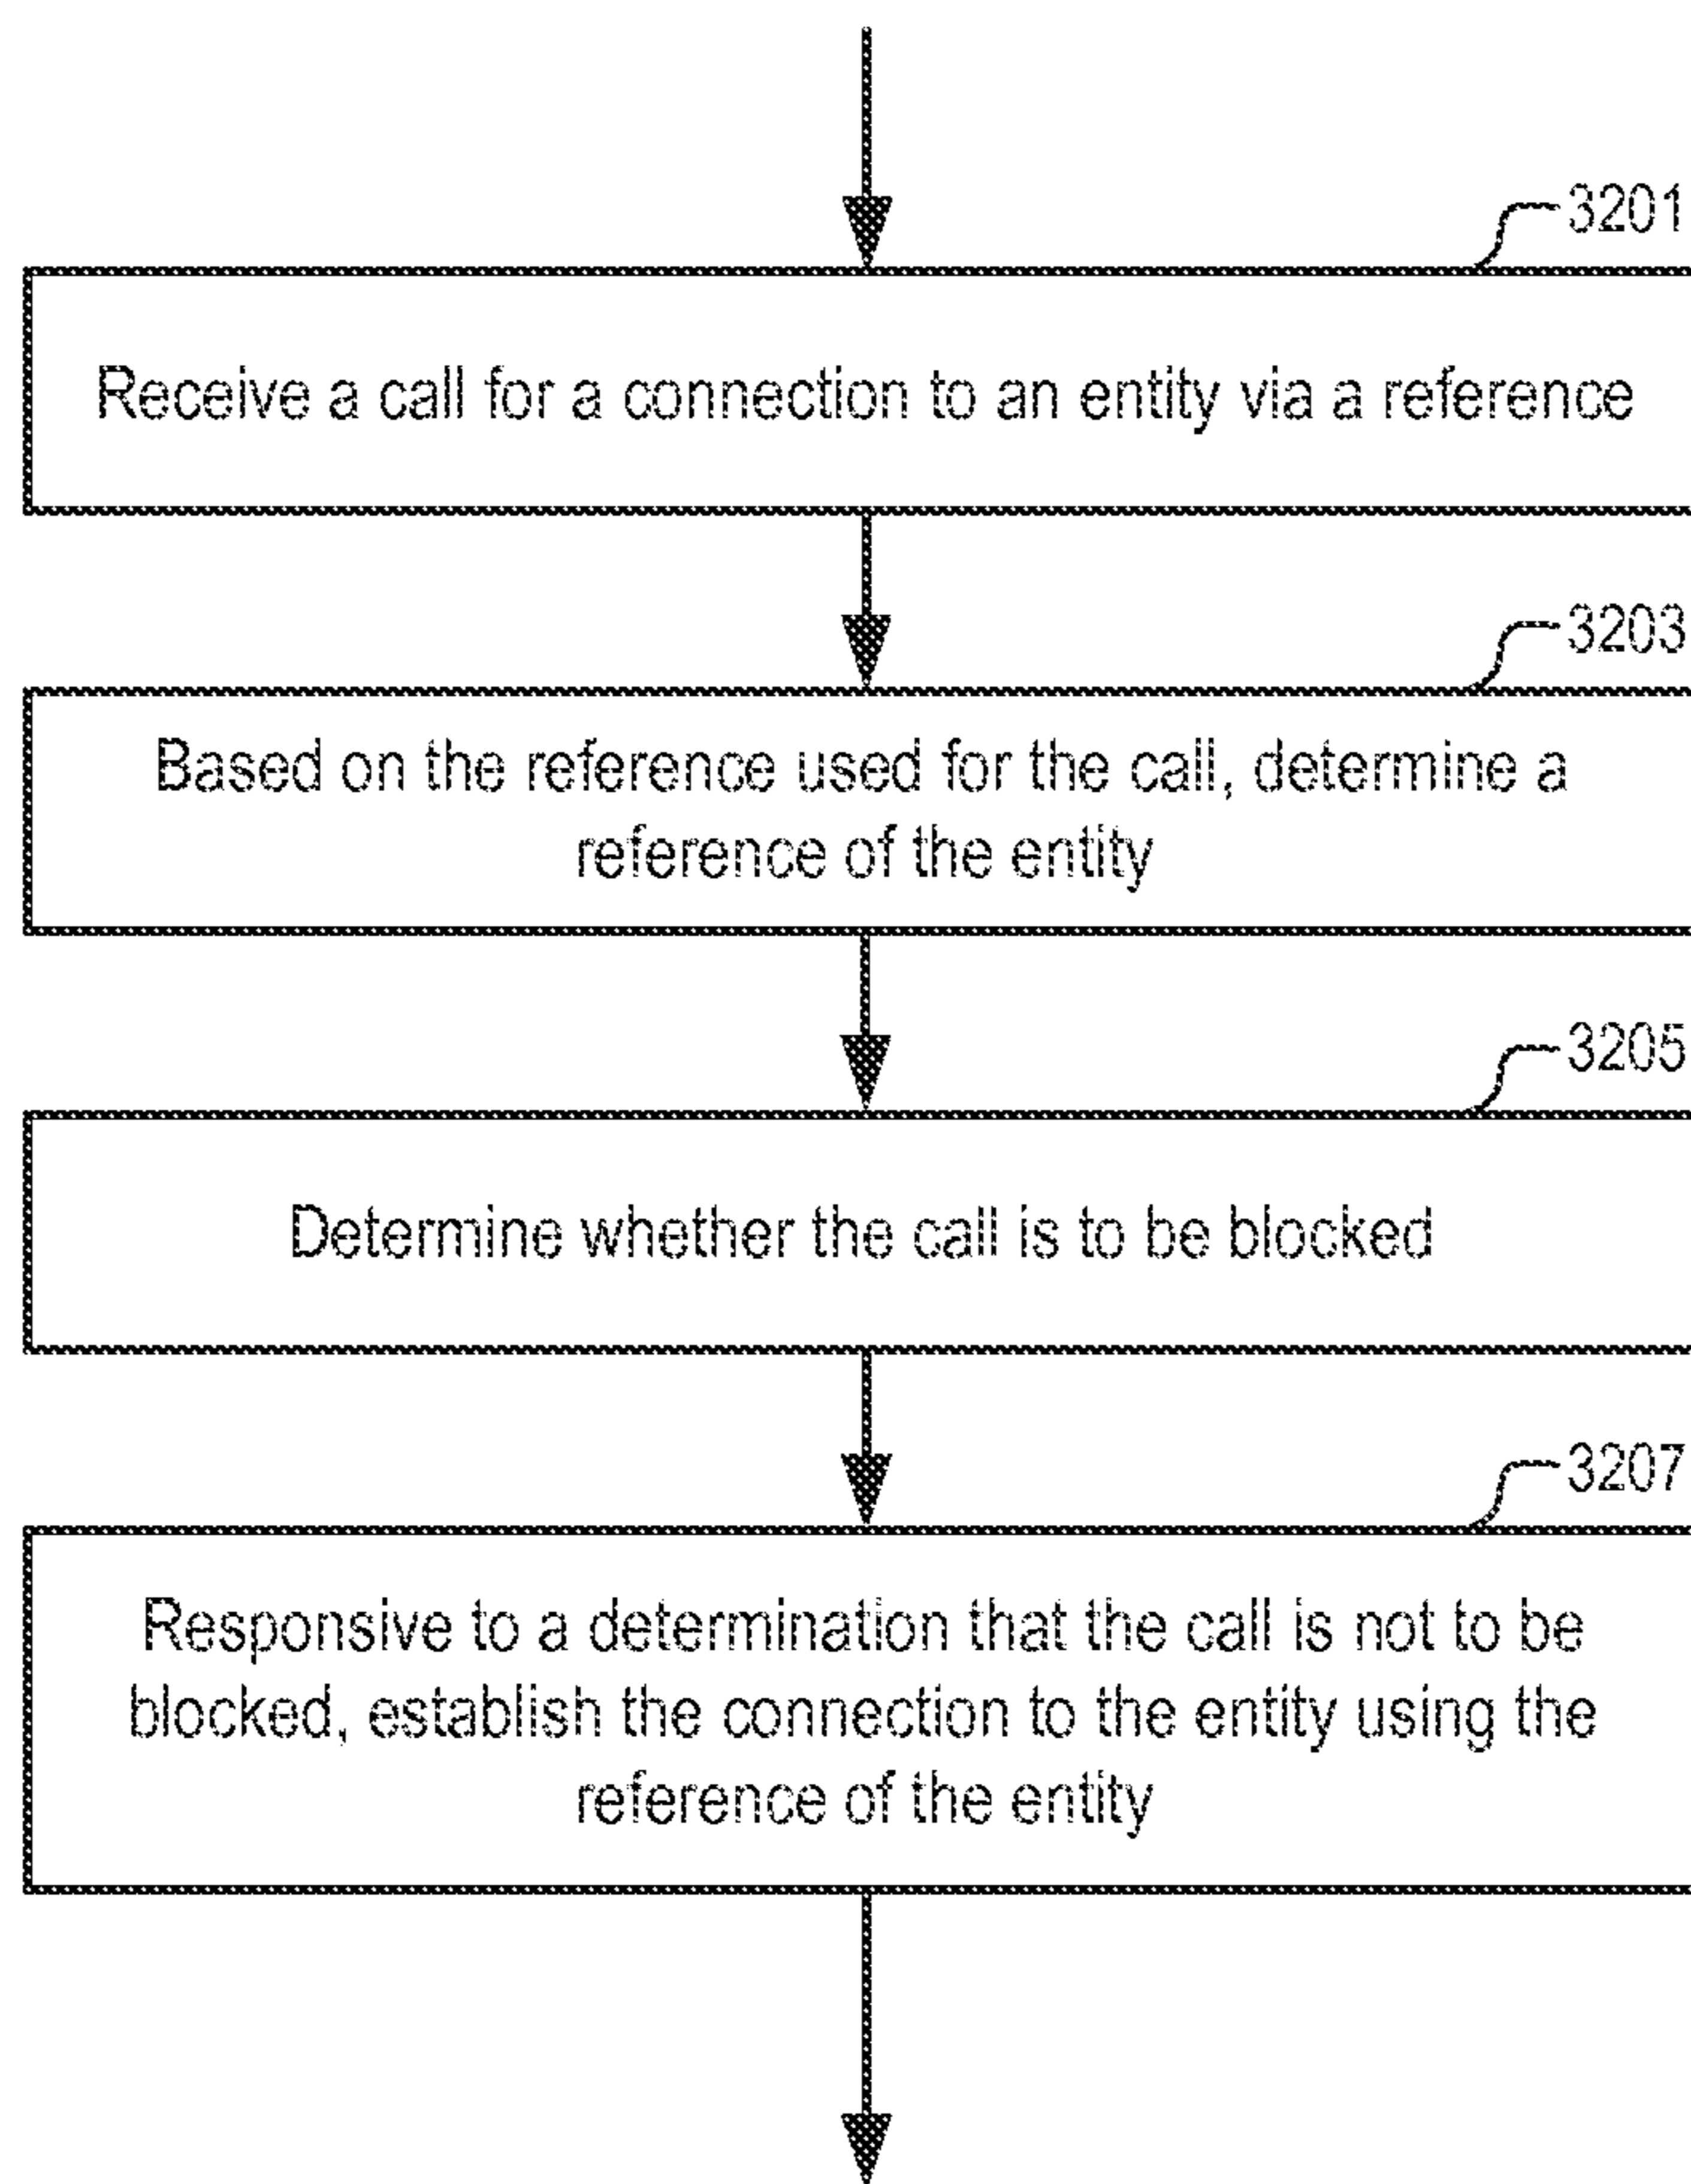 3201
Receive a call for a connection to an entity via a reference
3203
Based on the reference used for the call, determine a
reference of the entity
3205
Determine whether the call is to be blocked
3207
Responsive to a determination that the call is not to be
blocked, establish the connection to the entity using the
reference of the entity